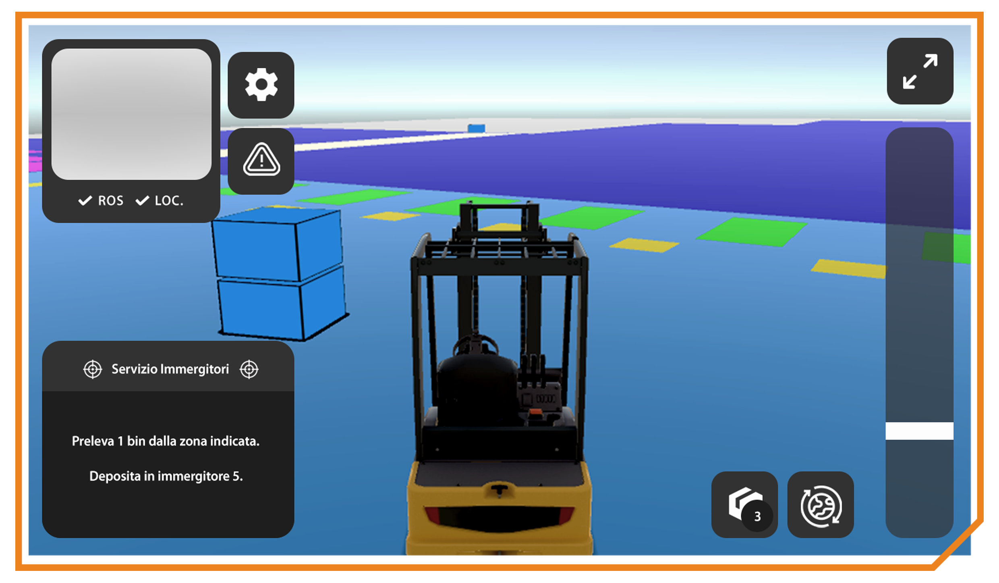 ROS LOC.
Servizio Immergitori
Preleva 1 bin dalla zona indicata.
Deposita in immergitore 5.
3